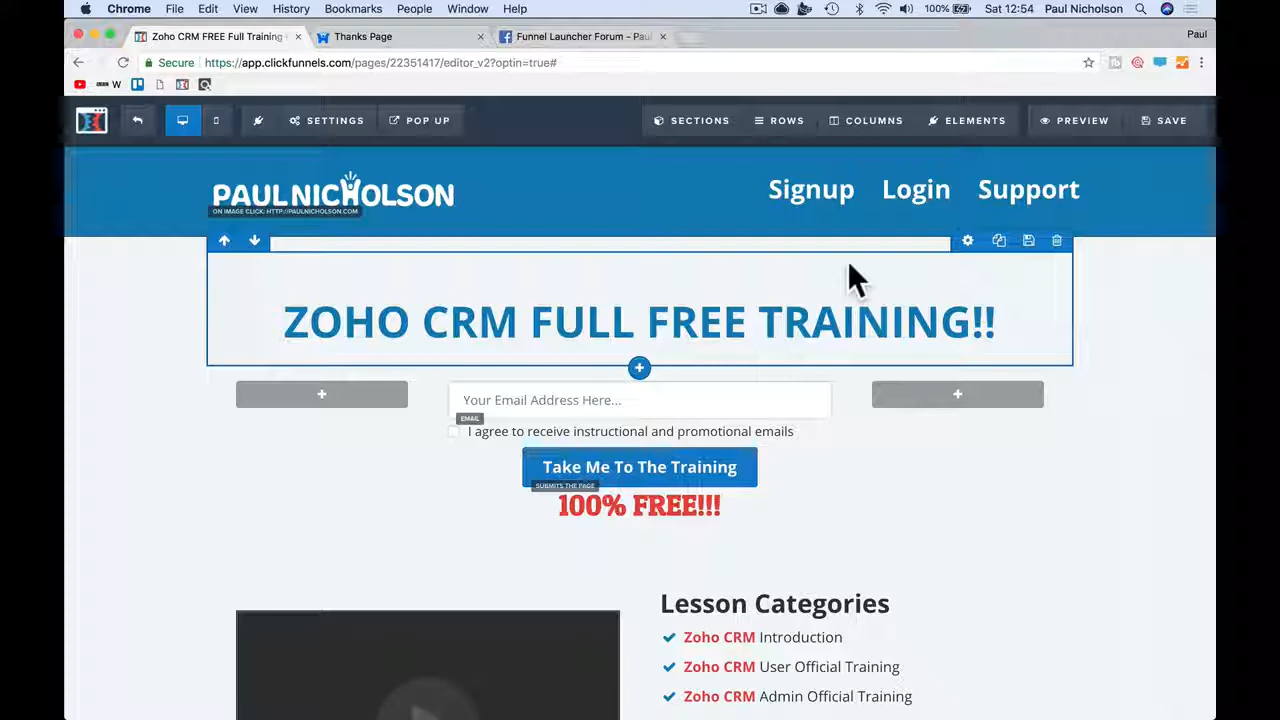 Chrome File Edit View History Bookmarks People Window Help 100% Sat 12:54 Paul Nicholson
Zoho CRM FREE Full Training Thanks Page Funnel Launcher Forum - Pau Paul
Secure https://app.clickfunnels.com/pages/22351417/editor_v2?optin=true#
W
SETTINGS POP UP SECTIONS ROWS COLUMNS ELEMENTS PREVIEW SAVE
PAUL NICHOLSON Signup Login Support
ON IMAGE CLICK: HTTP://PAULNICHOLSON.COM
ZOHO CRM FULL FREE TRAINING!!
Your Email Address Here...
EMAIL
I agree to receive instructional and promotional emails
Take Me To The Training
SUBMITS THE PAGE
100% FREE!!!
Lesson Categories
Zoho CRM Introduction
Zoho CRM User Official Training
Zoho CRM Admin Official Training